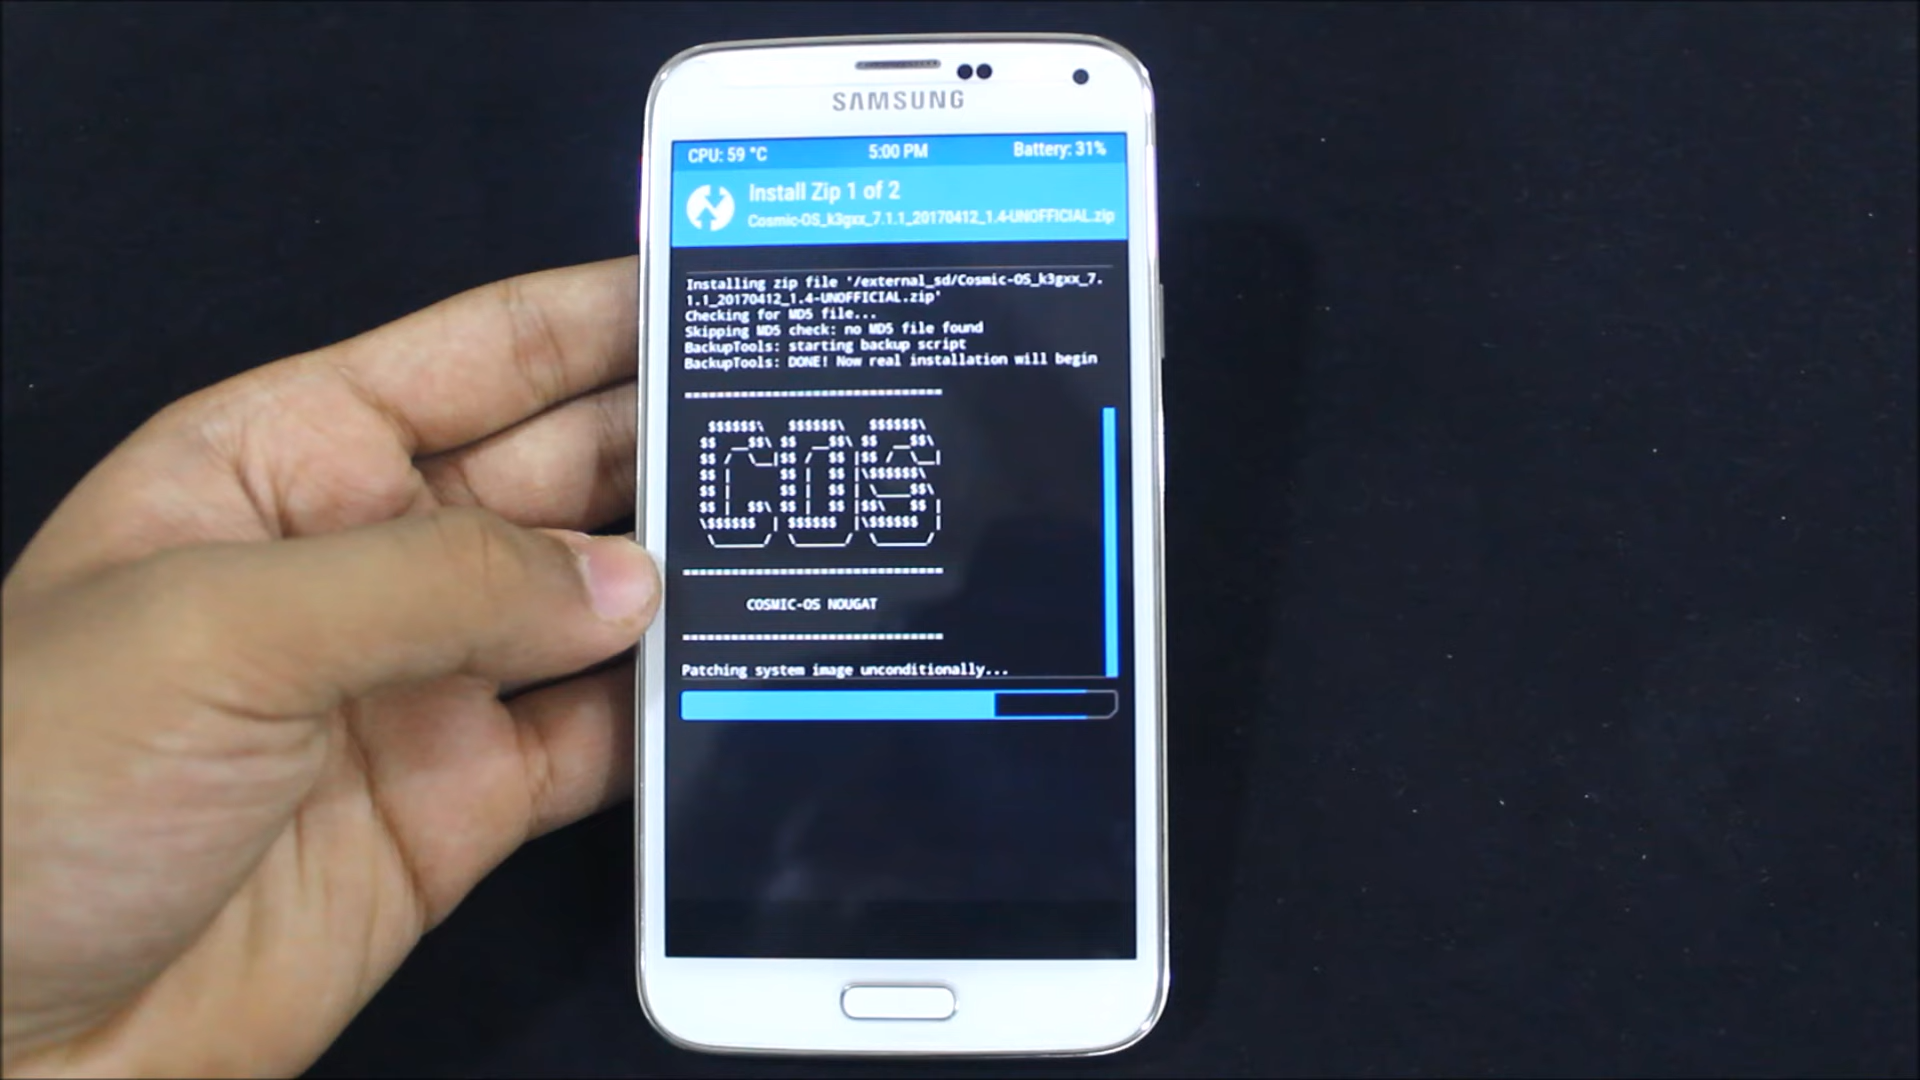 SAMSUNG
CPU: 59 °C 5:00 PM Battery: 31%
Install Zip 1 of 2
Cosmic-OS_k3gxx_7.1.1_20170412_1.4-UNOFFICIAL.zip
Installing zip file '/external_sd/Cosmic-OS_k3gxx_7.
1.1_20170412_1.4-UNOFFICIAL.zip'
Checking for MD5 file...
Skipping MD5 check: no MD5 file found
BackupTools: starting backup script
BackupTools: DONE! Now real installation will begin
COS
COSMIC-OS NOUGAT
Patching system image unconditionally...